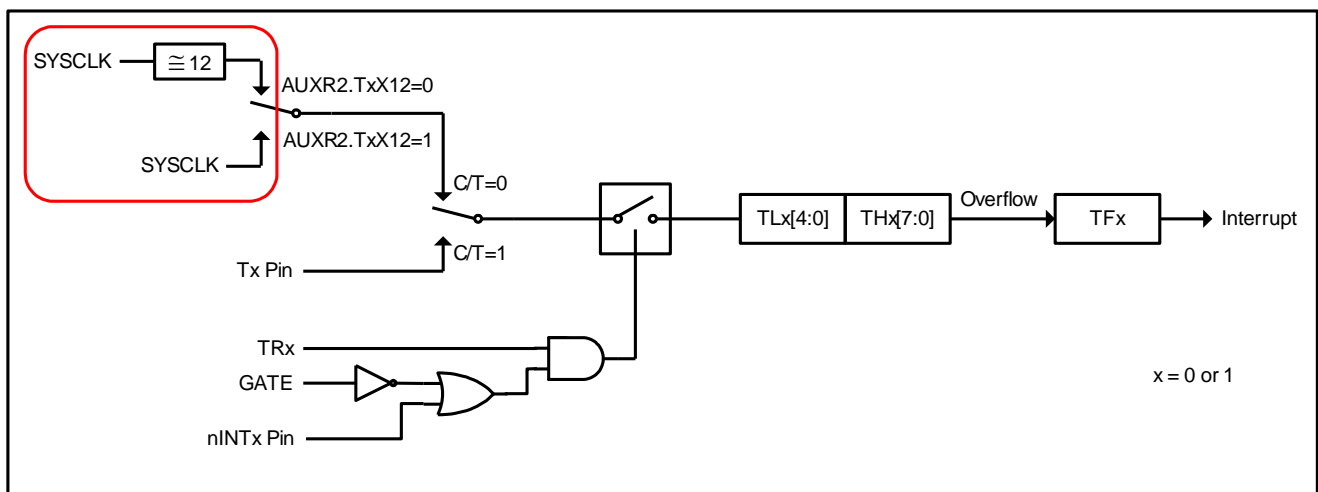 SYSCLK
≅12
AUXR2.TxX12=0
AUXR2.TxX12=1
SYSCLK
C/T=0
C/T=1
Tx Pin
TLx[4:0]
THx[7:0]
Overflow
TFx
Interrupt
TRx
GATE
nINTx Pin
x = 0 or 1